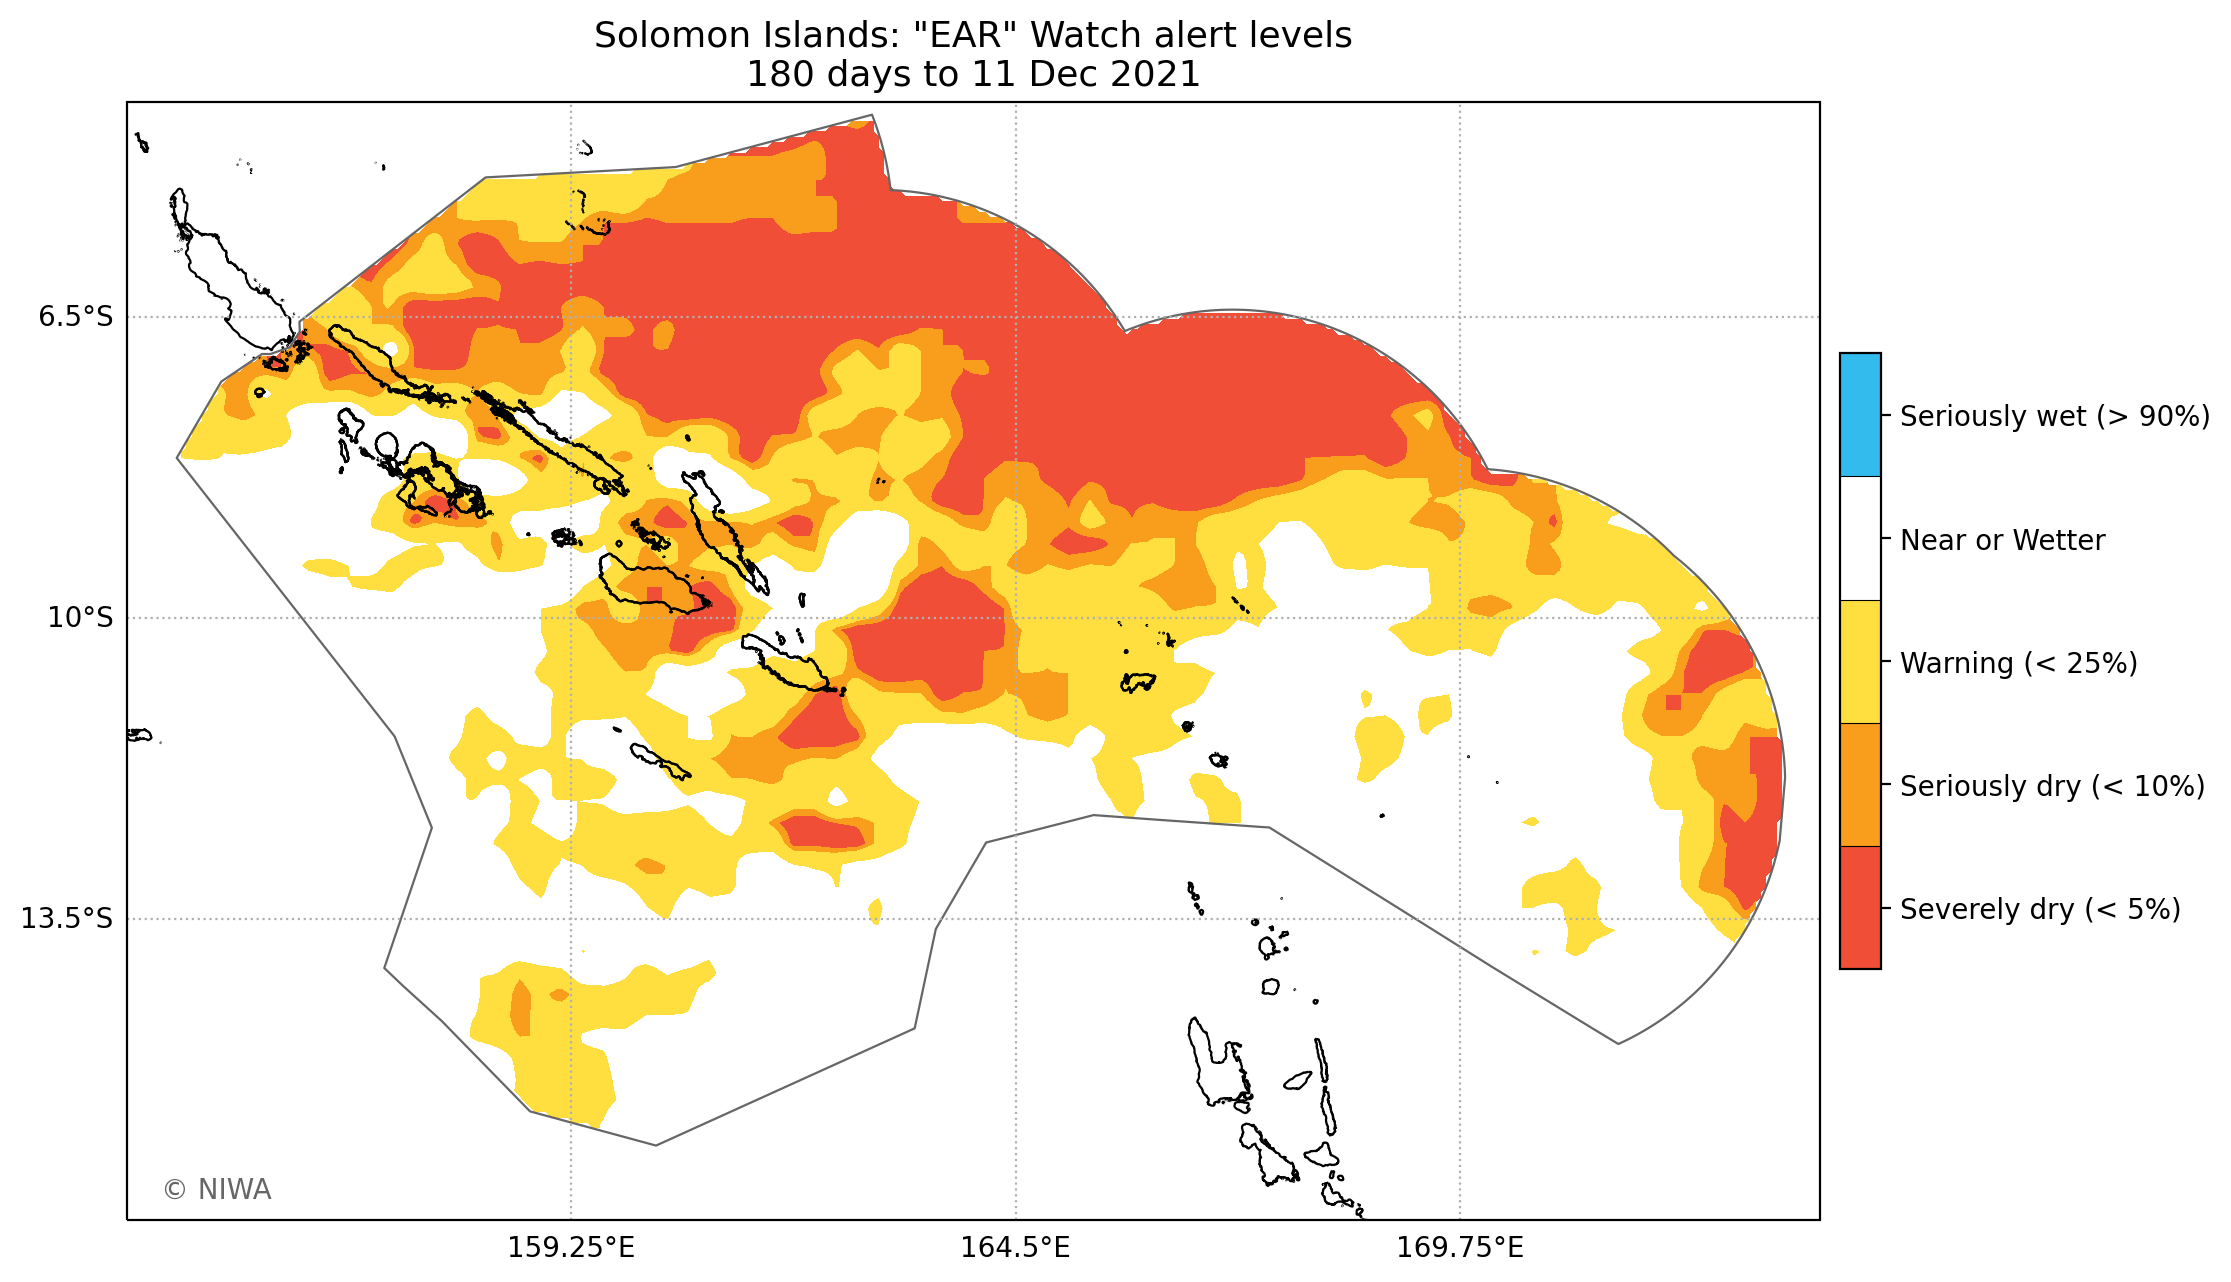 Solomon Islands: "EAR" Watch alert levels
180 days to 11 Dec 2021
6.5°S
10°S
13.5°S
159.25°E
164.5°E
169.75°E
Seriously wet (> 90%)
Near or Wetter
Warning (< 25%)
Seriously dry (< 10%)
Severely dry (< 5%)
© NIWA